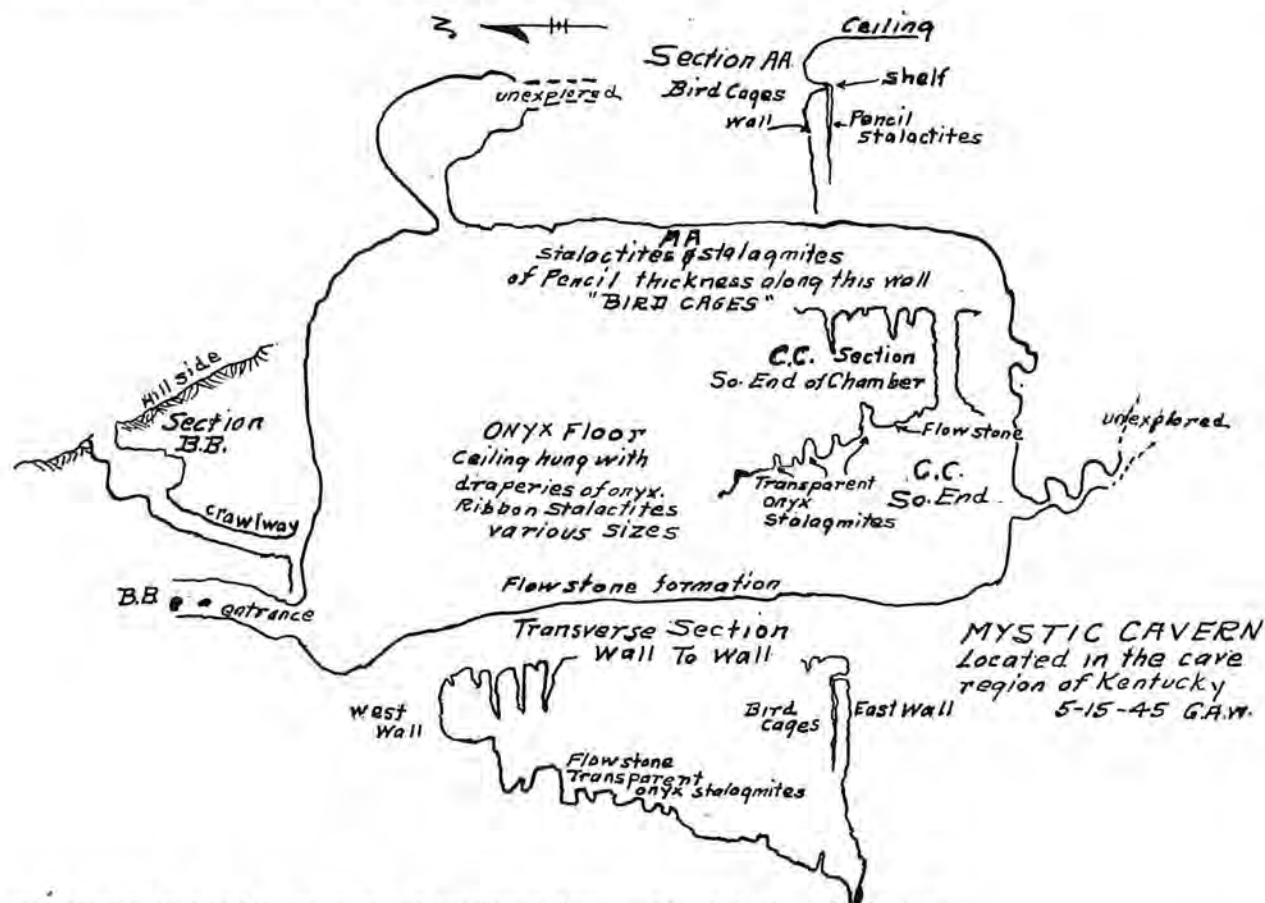 N
Ceiling
Section AA
Bird Cages
Wall
Shelf
Pencil
Stalactites
unexplored
AA
Stalactites & stalagmites
of Pencil thickness along this wall
"BIRD CAGES"
C.C. Section
So. End of Chamber
Flowstone
Transparent
onyx
Stalagmites
C.C.
So. End
unexplored
Hillside
Section
B.B.
Crawlway
B.B.
entrance
ONYX FLOOR
Ceiling hung with
draperies of onyx.
Ribbon Stalactites
various sizes
Flowstone formation
Transverse Section
Wall To Wall
West
Wall
Bird
Cages
East Wall
Flowstone
Transparent
onyx stalagmites
MYSTIC CAVERN
Located in the cave
region of Kentucky
5-15-45 G.A.W.